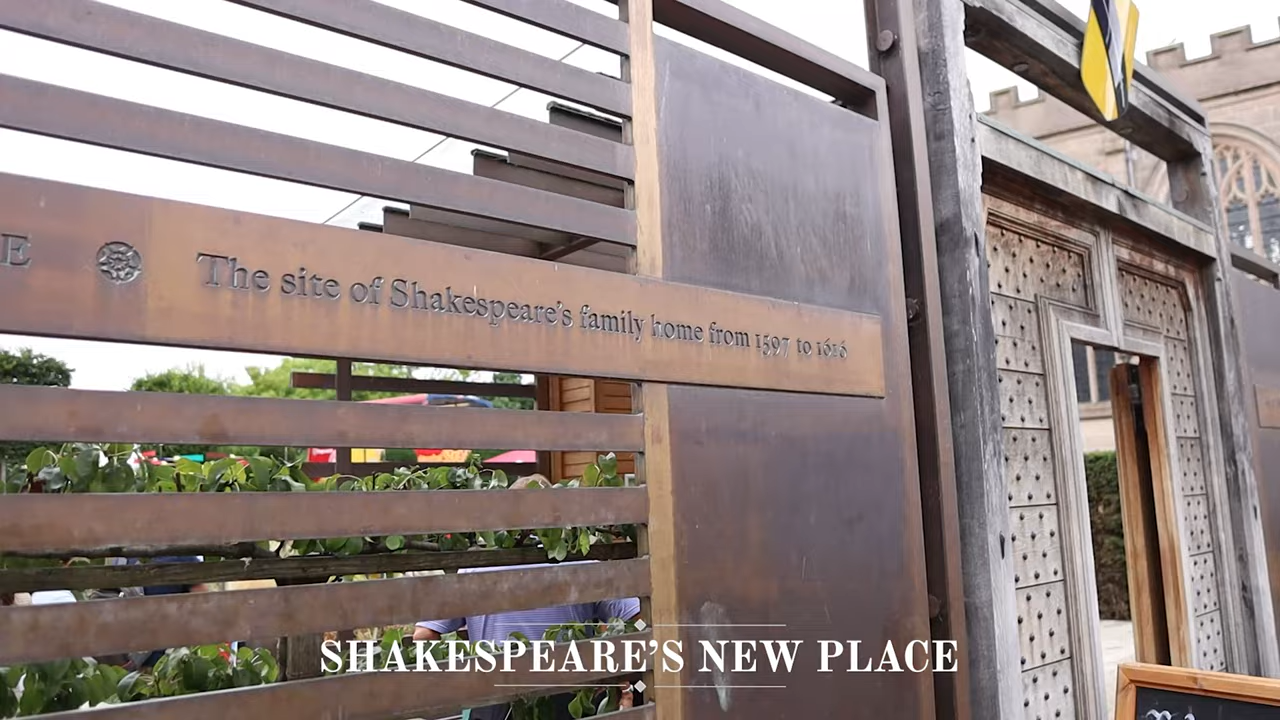 E The site of Shakespeare's family home from 1597 to 1616
SHAKESPEARE'S NEW PLACE